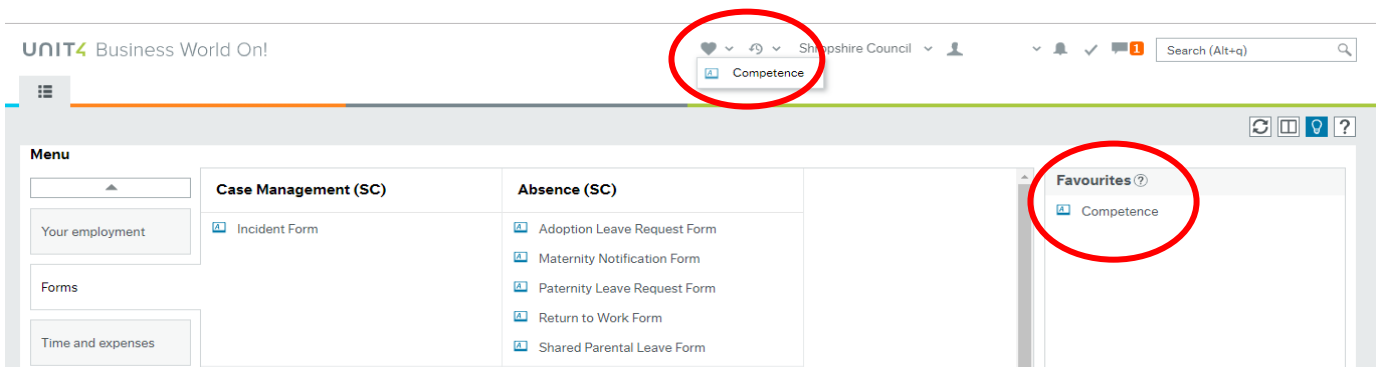 UNIT4 Business World On!
Shropshire Council
1
Search (Alt+q)
Competence
?
Menu
Case Management (SC)
Absence (SC)
Favourites ?
Your employment
Incident Form
Adoption Leave Request Form
Competence
Maternity Notification Form
Forms
Paternity Leave Request Form
Return to Work Form
Time and expenses
Shared Parental Leave Form